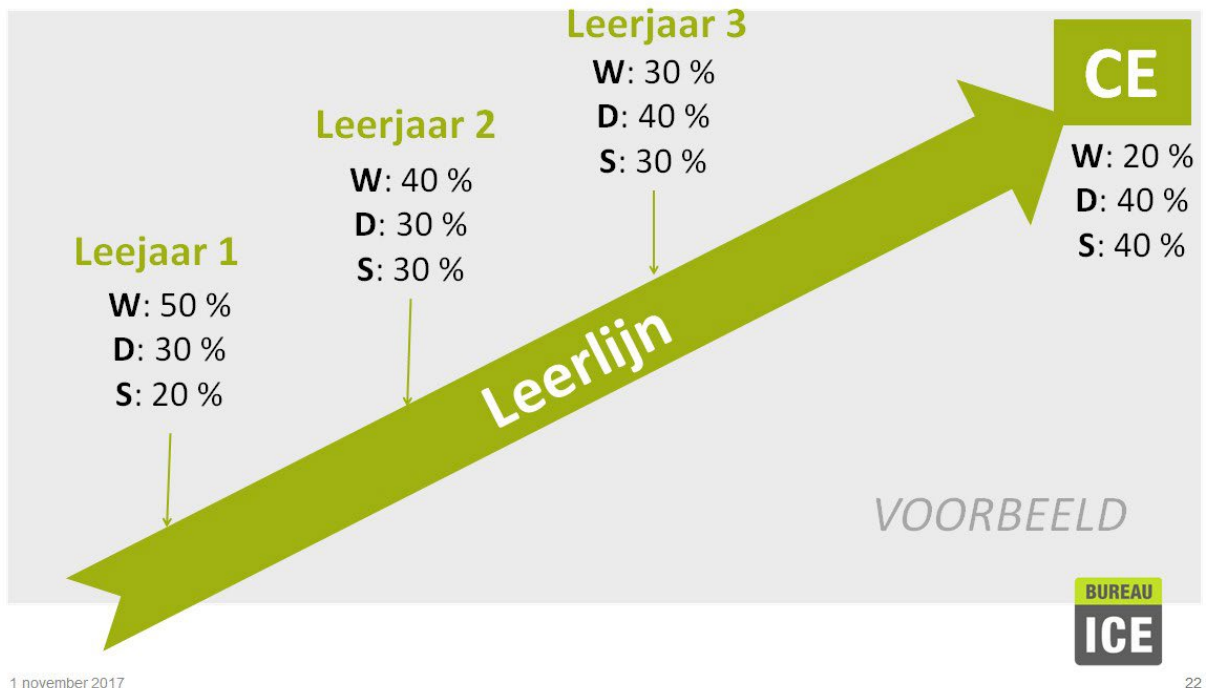 Leejaar 1
W: 50 %
D: 30 %
S: 20 %
Leerjaar 2
W: 40 %
D: 30 %
S: 30 %
Leerjaar 3
W: 30 %
D: 40 %
S: 30 %
CE
W: 20 %
D: 40 %
S: 40 %
Leerlijn
VOORBEELD
BUREAU
ICE
1 november 2017
22